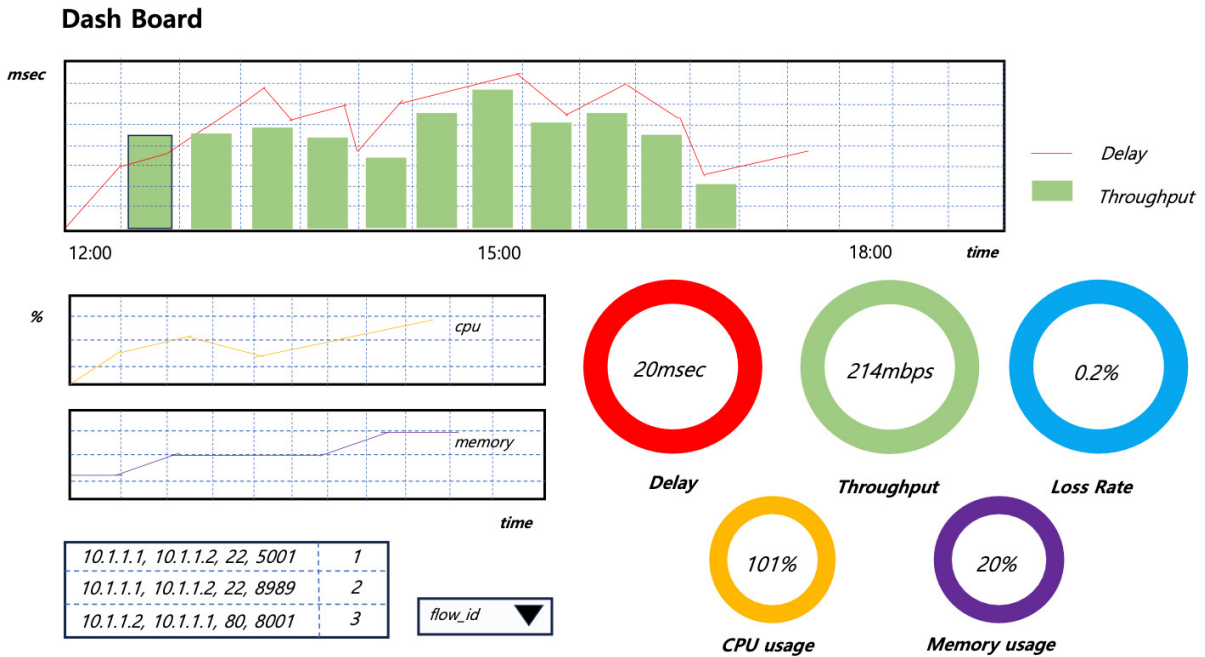 Dash Board
msec
Delay
Throughput
12:00 15:00 18:00 time
%
cpu
memory
time
20msec 214mbps 0.2%
Delay Throughput Loss Rate
10.1.1.1, 10.1.1.2, 22, 5001 1
10.1.1.1, 10.1.1.2, 22, 8989 2
10.1.1.2, 10.1.1.1, 80, 8001 3
flow_id
101% 20%
CPU usage Memory usage